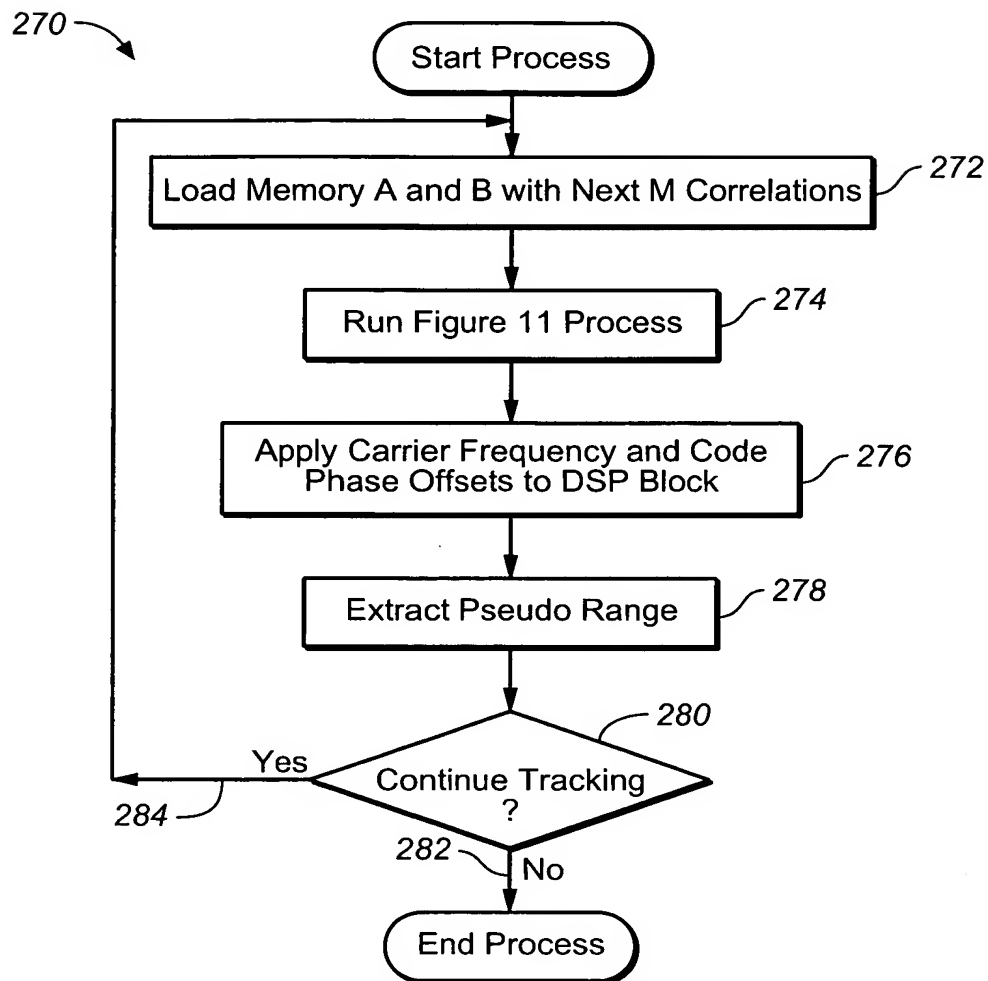 270
Start Process
Load Memory A and B with Next M Correlations
272
Run Figure 11 Process
274
Apply Carrier Frequency and Code
Phase Offsets to DSP Block
276
Extract Pseudo Range
278
280
Continue Tracking
?
Yes
284
282
No
End Process